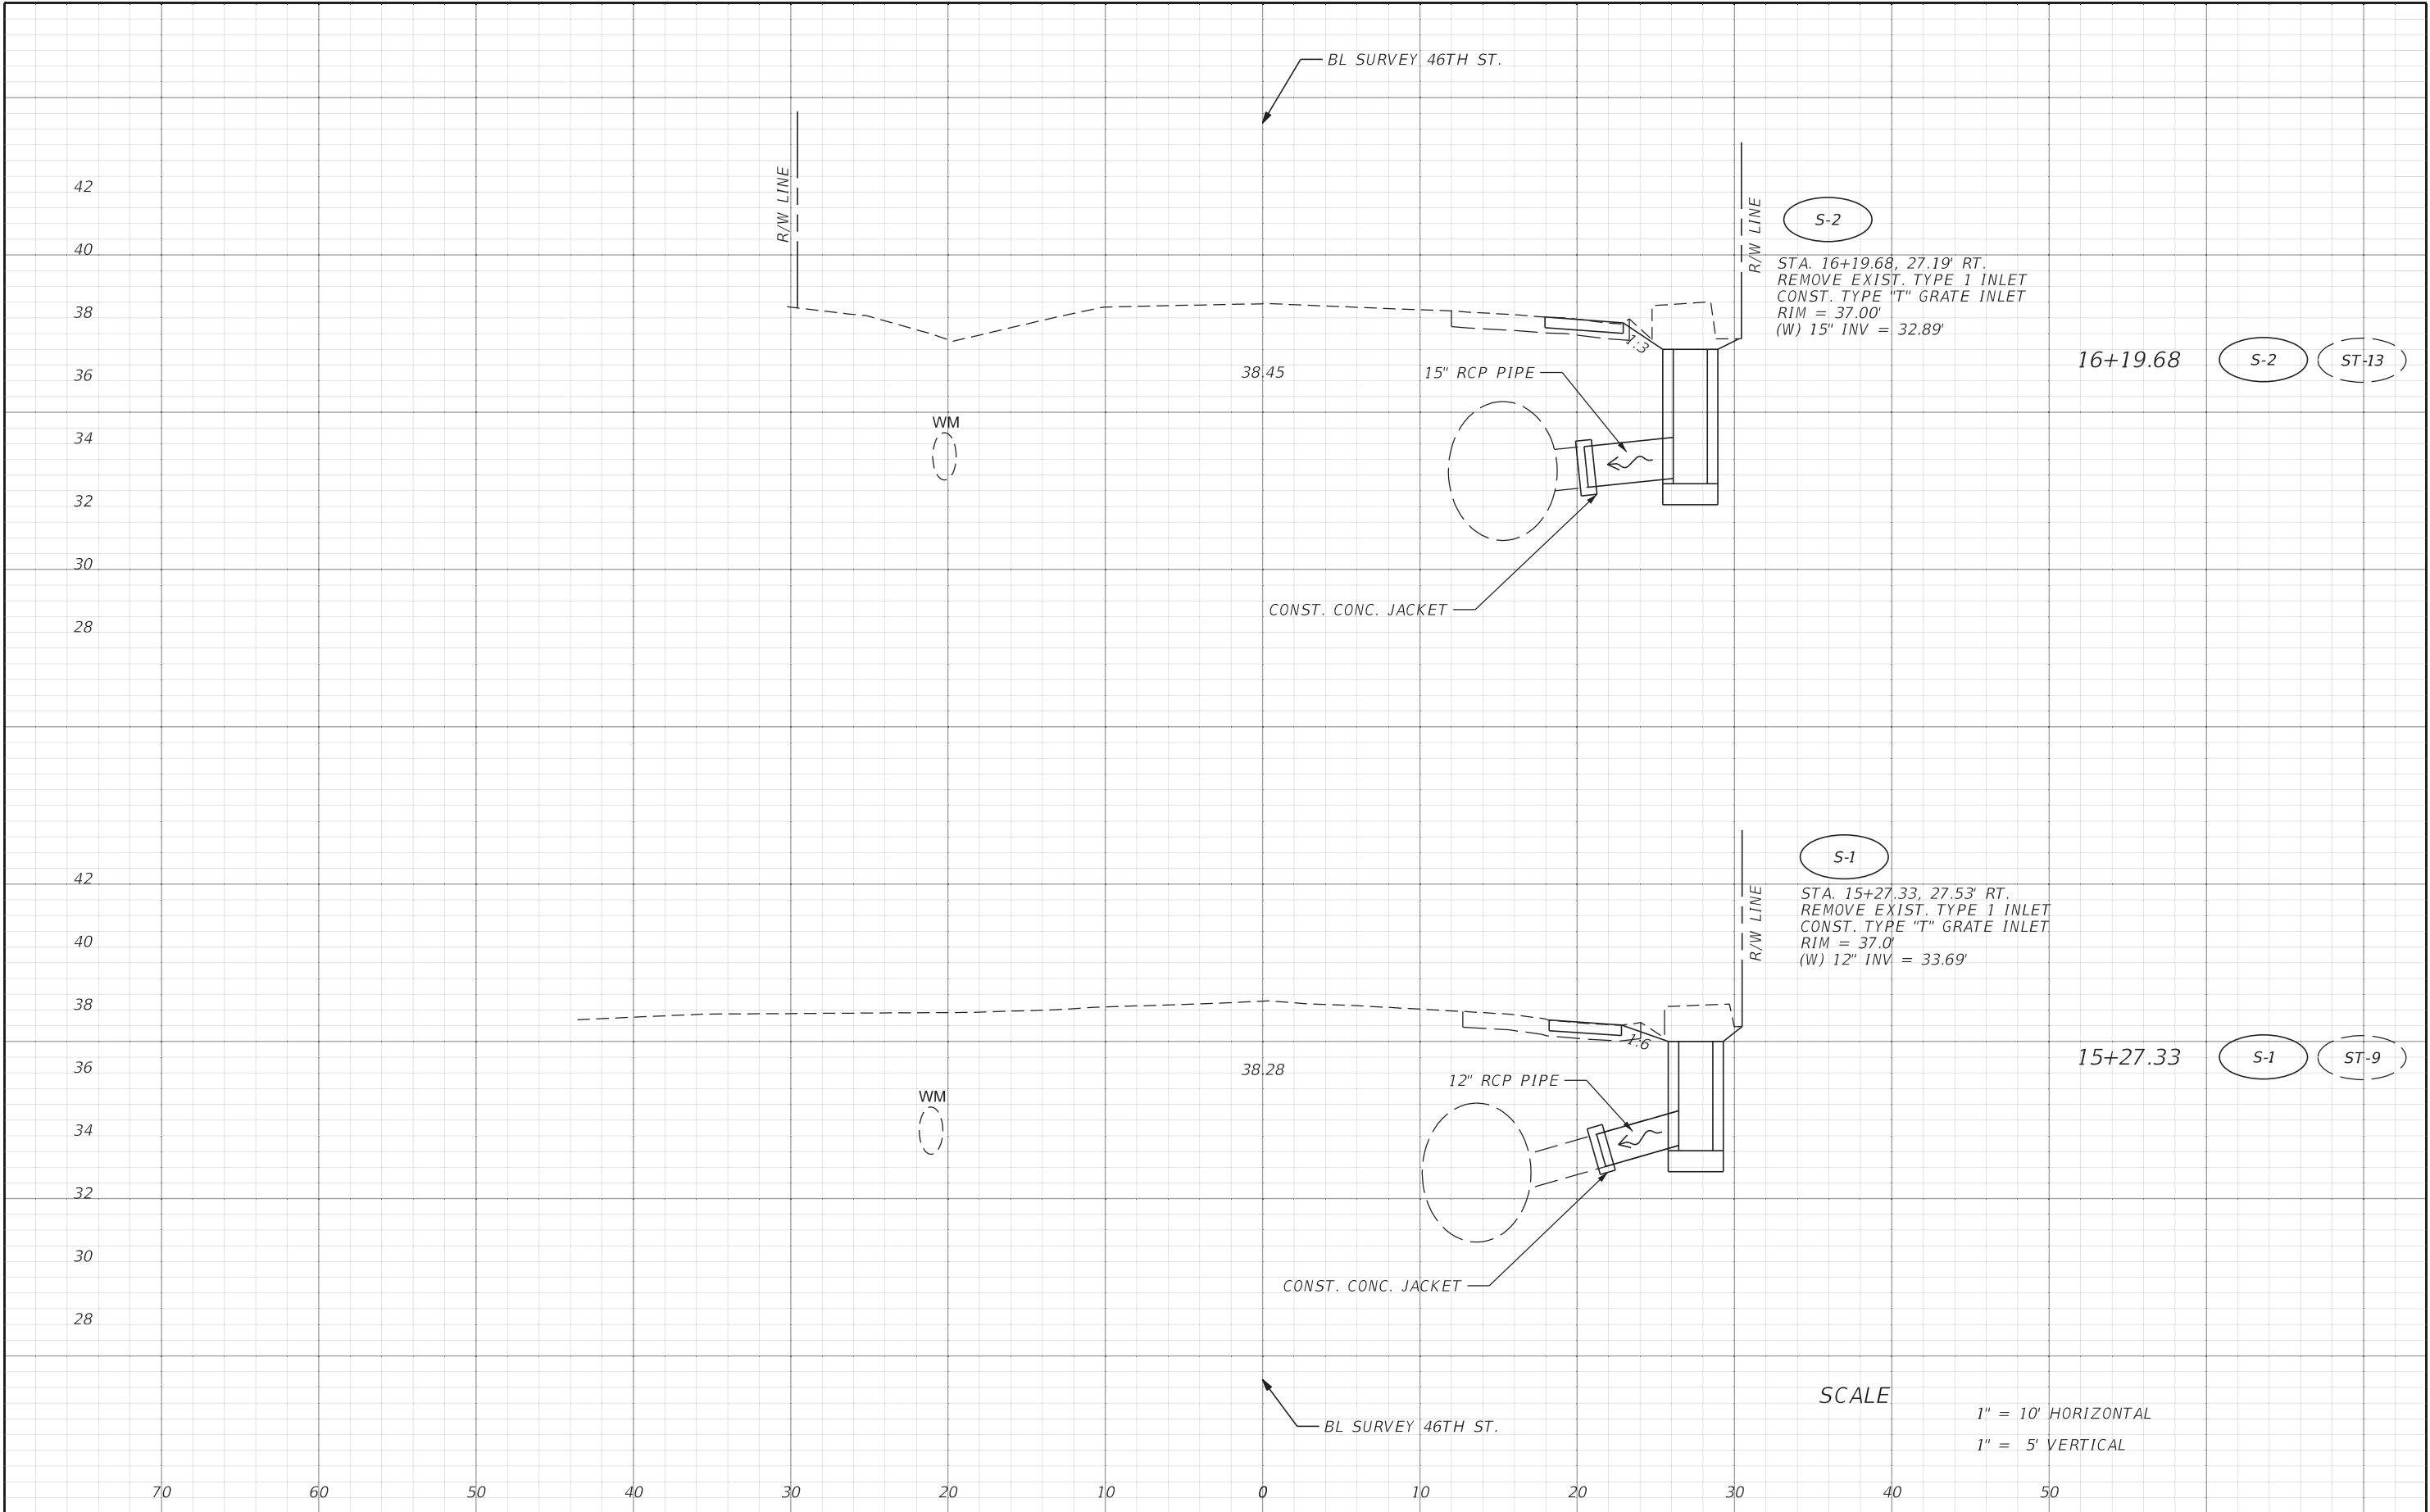 BL SURVEY 46TH ST.
R/W LINE
R/W LINE
S-2
STA. 16+19.68, 27.19' RT.
REMOVE EXIST. TYPE 1 INLET
CONST. TYPE "T" GRATE INLET
RIM = 37.00'
(W) 15" INV = 32.89'
42
40
38
36
34
32
30
28
1:3
38.45
15" RCP PIPE
16+19.68
S-2
ST-13
WM
CONST. CONC. JACKET
S-1
STA. 15+27.33, 27.53' RT.
REMOVE EXIST. TYPE 1 INLET
CONST. TYPE "T" GRATE INLET
RIM = 37.0'
(W) 12" INV = 33.69'
R/W LINE
42
40
38
36
34
32
30
28
1:6
38.28
12" RCP PIPE
15+27.33
S-1
ST-9
WM
CONST. CONC. JACKET
BL SURVEY 46TH ST.
SCALE
1" = 10' HORIZONTAL
1" = 5' VERTICAL
70 60 50 40 30 20 10 0 10 20 30 40 50